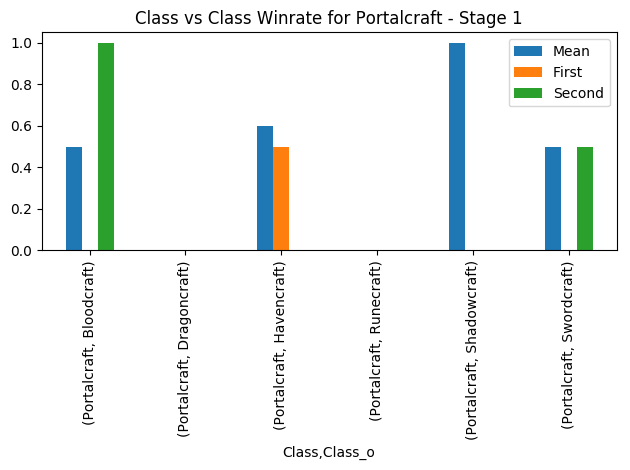 Class vs Class Winrate for Portalcraft - Stage 1
Mean
First
Second
1.0
0.8
0.6
0.4
0.2
0.0
(Portalcraft, Bloodcraft)
(Portalcraft, Dragoncraft)
(Portalcraft, Havencraft)
(Portalcraft, Runecraft)
(Portalcraft, Shadowcraft)
(Portalcraft, Swordcraft)
Class,Class_o